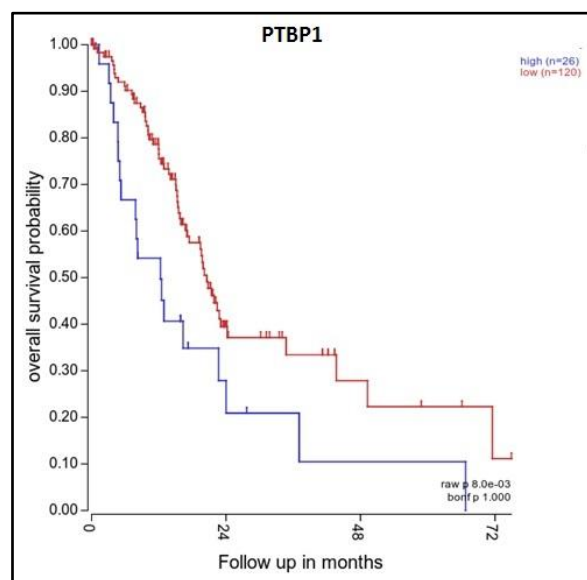 PTBP1
high (n=26)
low (n=120)
overall survival probability
1.00
0.90
0.80
0.70
0.60
0.50
0.40
0.30
0.20
0.10
0.00
raw p 8.0e-03
bonf p 1.000
0
24
48
72
Follow up in months